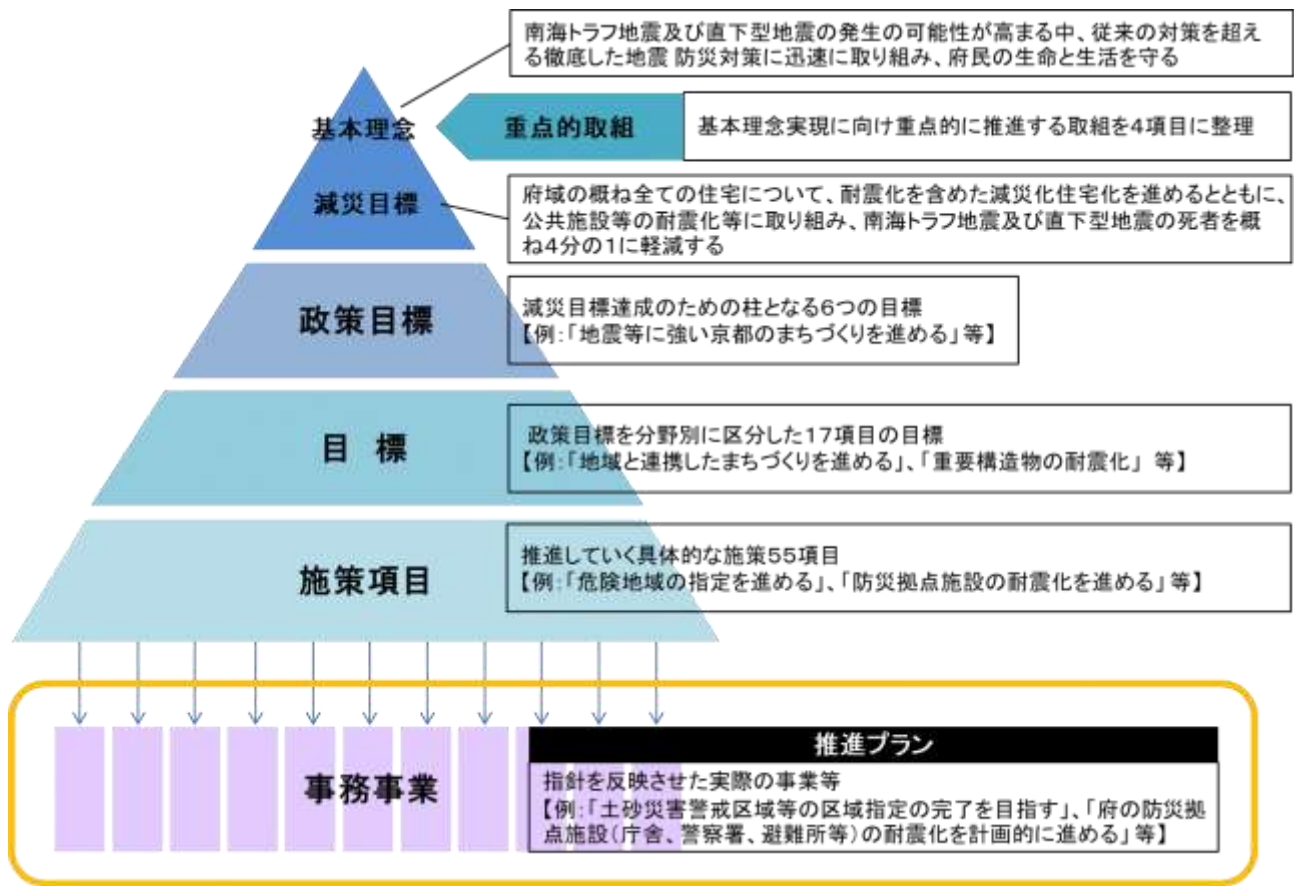 南海トラフ地震及び直下型地震の発生の可能性が高まる中、従来の対策を超え
る徹底した地震 防災対策に迅速に取り組み、府民の生命と生活を守る
基本理念
重点的取組
基本理念実現に向け重点的に推進する取組を4項目に整理
減災目標
府域の概ね全ての住宅について、耐震化を含めた減災化住宅化を進めるとともに、
公共施設等の耐震化等に取り組み、南海トラフ地震及び直下型地震の死者を概
ね4分の1に軽減する
政策目標
減災目標達成のための柱となる6つの目標
【例:「地震等に強い京都のまちづくりを進める」等】
目 標
政策目標を分野別に区分した17項目の目標
【例:「地域と連携したまちづくりを進める」、「重要構造物の耐震化」 等】
施策項目
推進していく具体的な施策55項目
【例:「危険地域の指定を進める」、「防災拠点施設の耐震化を進める」等】
事務事業
推進プラン
指針を反映させた実際の事業等
【例:「土砂災害警戒区域等の区域指定の完了を目指す」、「府の防災拠
点施設(庁舎、警察署、避難所等)の耐震化を計画的に進める」等】